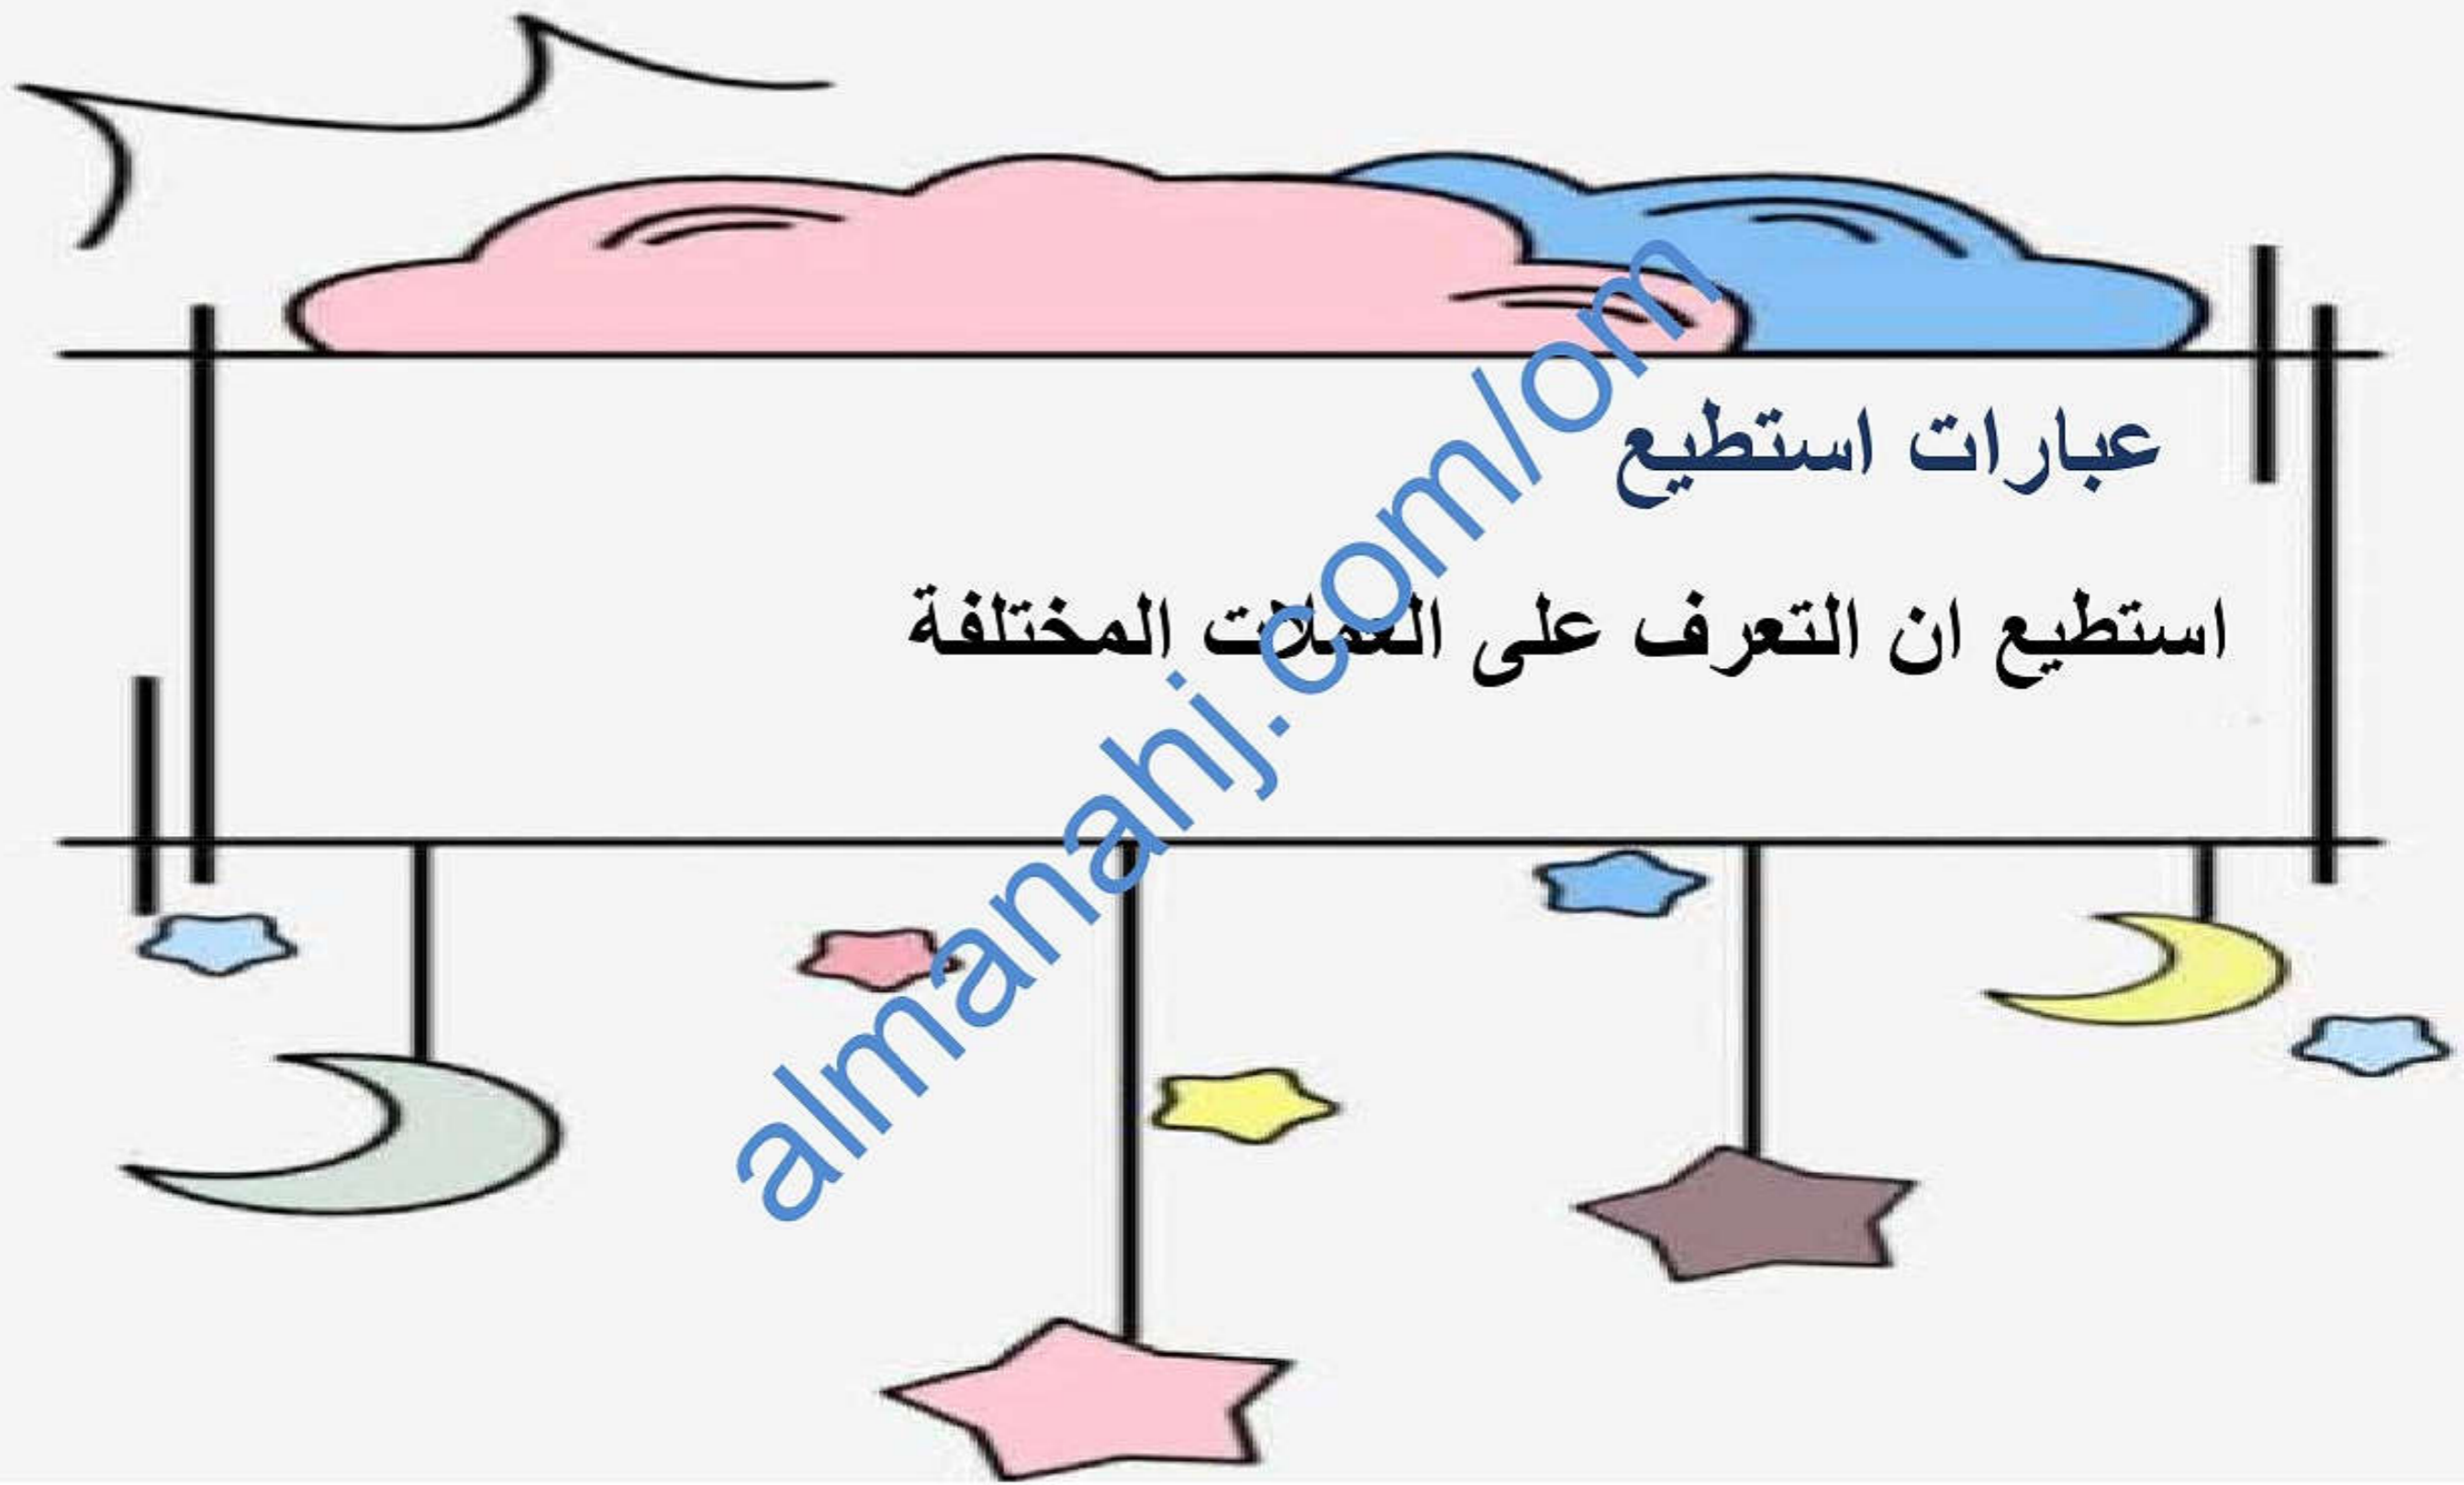 عبارات استطيع
استطيع ان التعرف على العملات المختلفة
almanahj.com/om